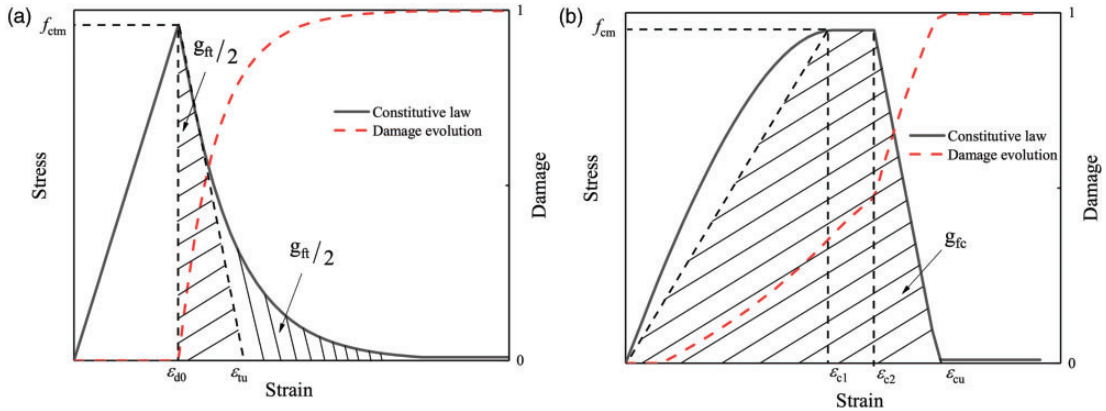 (a)
f_ctm
g_ft/2
Constitutive law
Damage evolution
g_ft/2
Stress
Damage
1
0
ε_d0
ε_tu
Strain
(b)
f_cm
Constitutive law
Damage evolution
g_fc
Stress
Damage
1
0
ε_c1
ε_c2
ε_cu
Strain